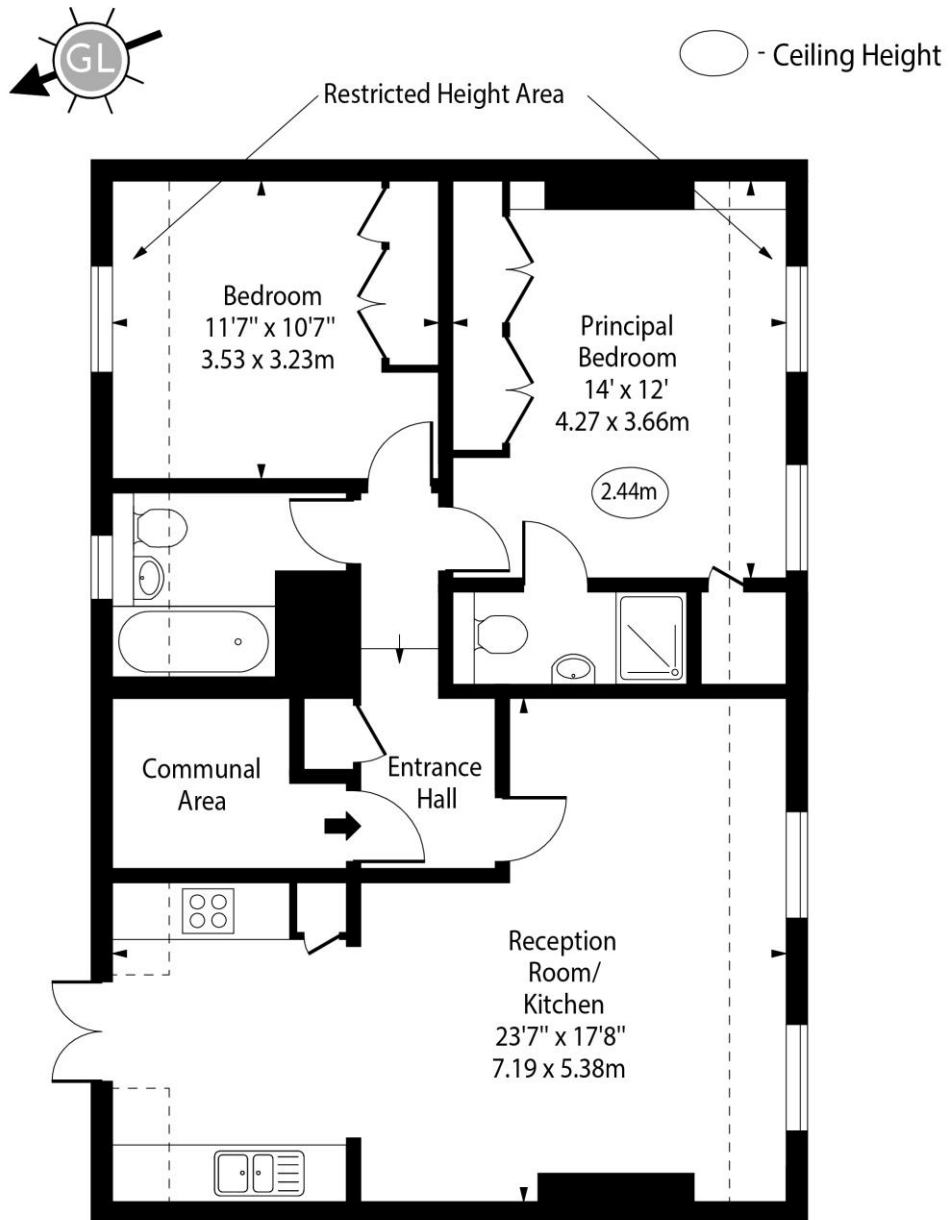 GL
- Ceiling Height
Restricted Height Area
Bedroom
11'7" x 10'7"
3.53 x 3.23m
Principal
Bedroom
14' x 12'
4.27 x 3.66m
2.44m
Communal
Area
Entrance
Hall
Reception
Room/
Kitchen
23'7" x 17'8"
7.19 x 5.38m